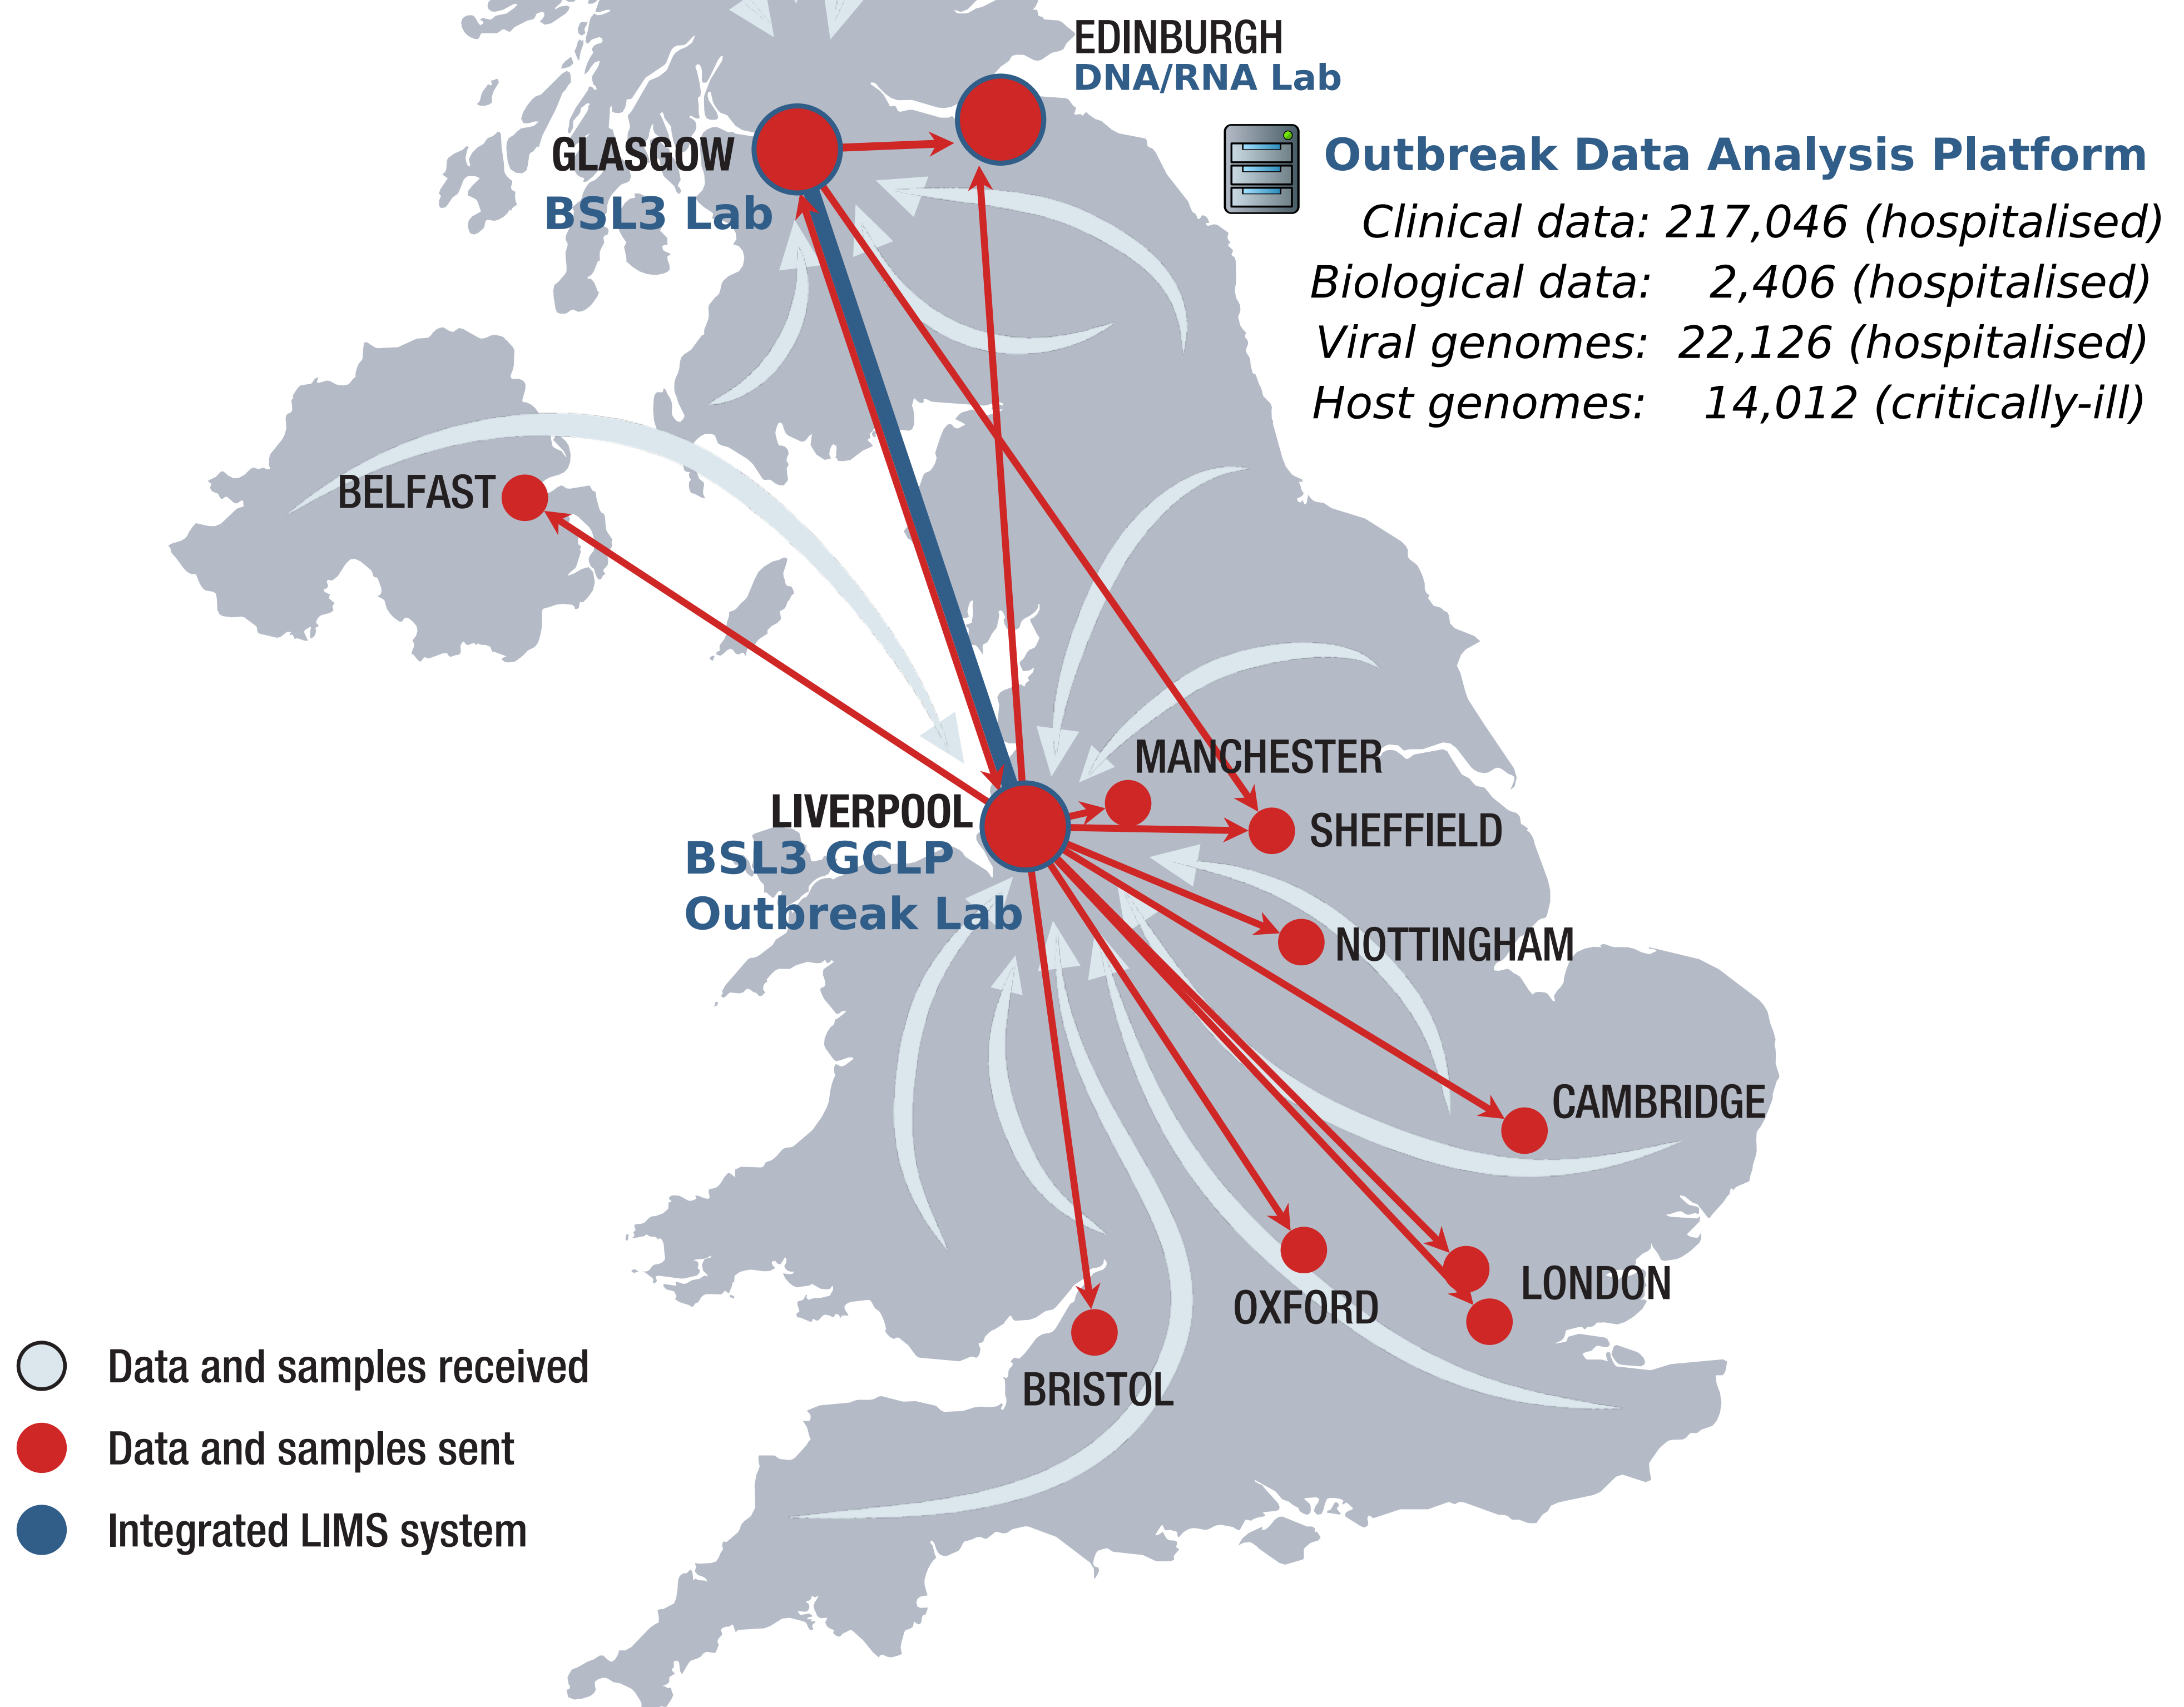 EDINBURGH
DNA/RNA Lab
GLASGOW
BSL3 Lab
Outbreak Data Analysis Platform
Clinical data: 217,046 (hospitalised)
Biological data: 2,406 (hospitalised)
Viral genomes: 22,126 (hospitalised)
Host genomes: 14,012 (critically-ill)
BELFAST
MANCHESTER
LIVERPOOL
BSL3 GCLP
Outbreak Lab
SHEFFIELD
NOTTINGHAM
CAMBRIDGE
LONDON
OXFORD
BRISTOL
Data and samples received
Data and samples sent
Integrated LIMS system